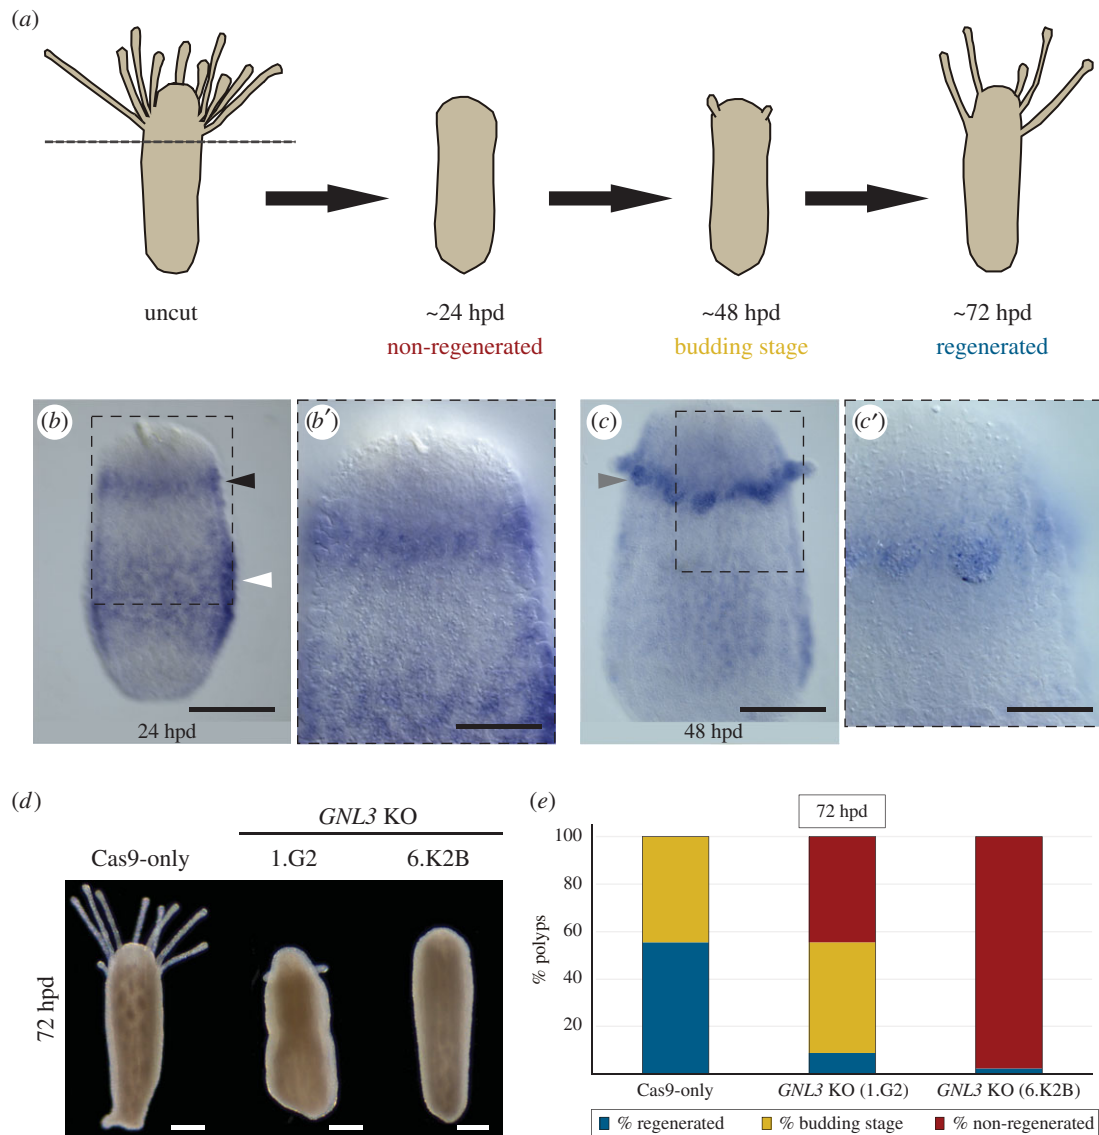 (a)
uncut
~24 hpd
~48 hpd
~72 hpd
non-regenerated
budding stage
regenerated
(b)
(b′)
(c)
(c′)
24 hpd
48 hpd
(d)
GNL3 KO
Cas9-only
1.G2
6.K2B
72 hpd
(e)
72 hpd
100
80
60
40
20
% polyps
Cas9-only
GNL3 KO (1.G2)
GNL3 KO (6.K2B)
% regenerated
% budding stage
% non-regenerated